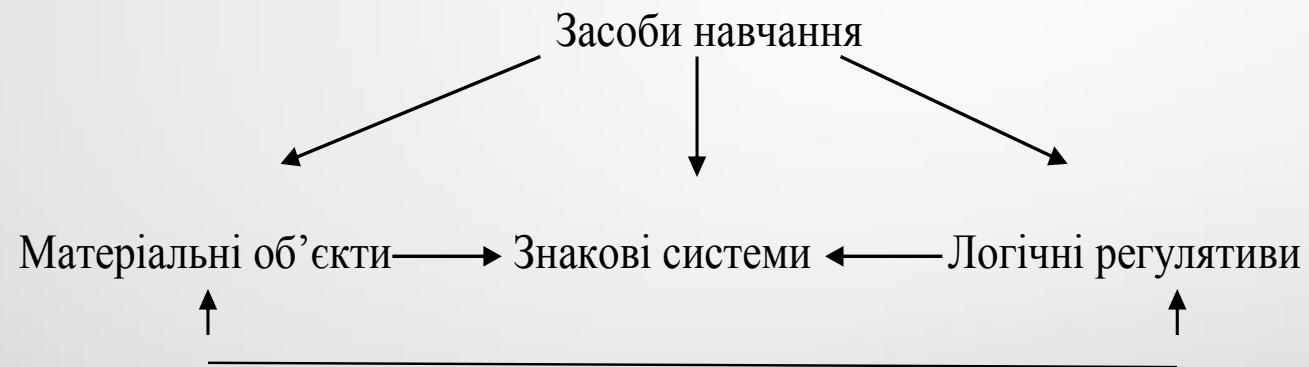 Засоби навчання
Матеріальні об’єкти Знакові системи Логічні регулятиви